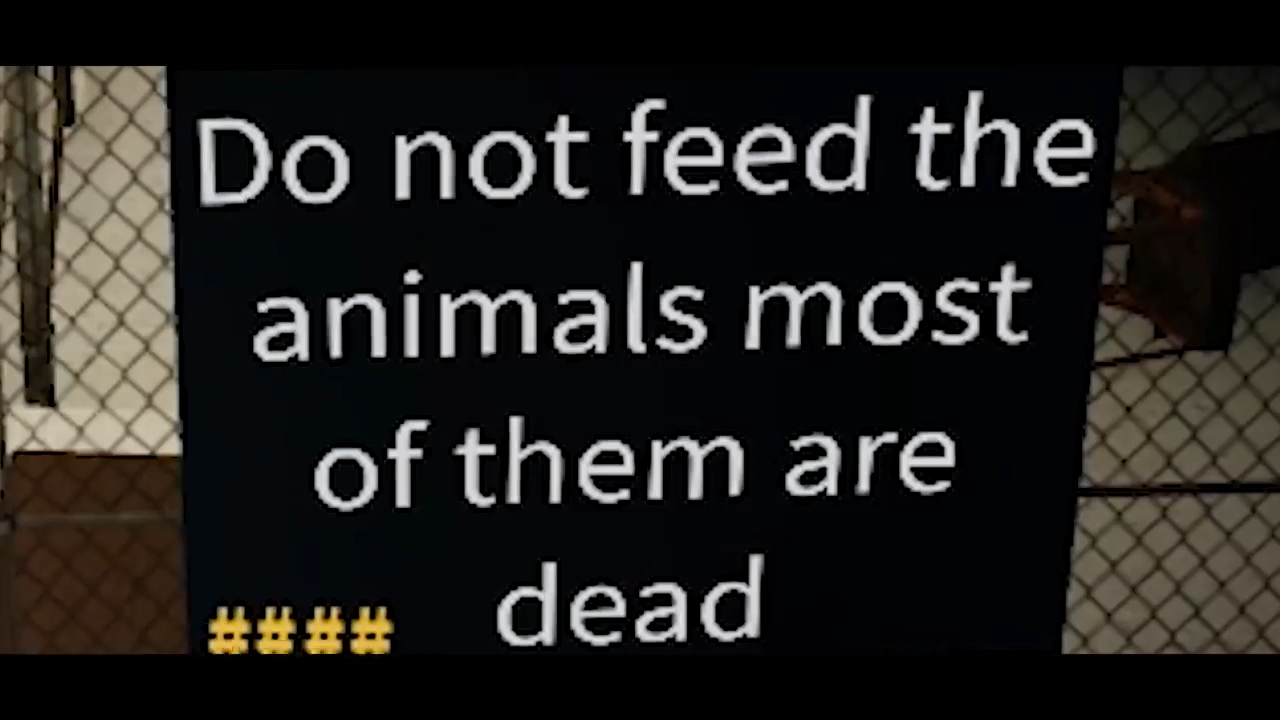 Do not feed the
animals most
of them are
dead
####